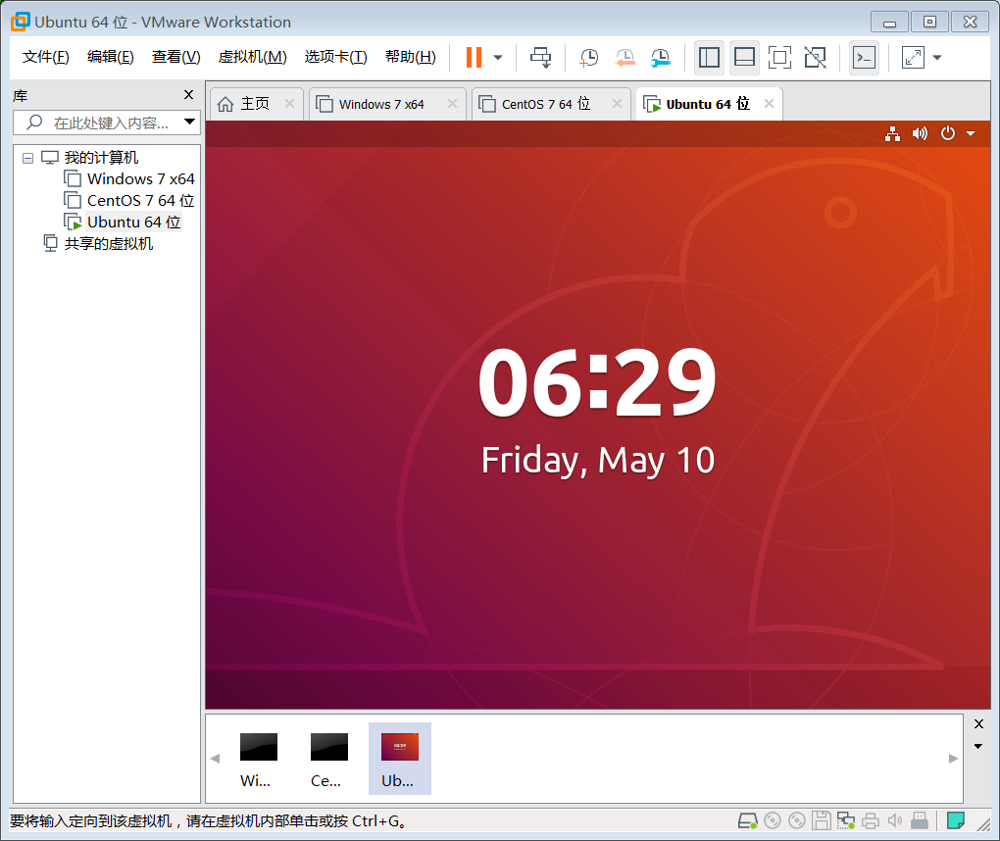 Ubuntu 64 位 - VMware Workstation
文件(F) 编辑(E) 查看(V) 虚拟机(M) 选项卡(T) 帮助(H)
库
主页 Windows 7 x64 CentOS 7 64 位 Ubuntu 64 位
在此处键入内容...
我的计算机
Windows 7 x64
CentOS 7 64 位
Ubuntu 64 位
共享的虚拟机
06:29
Friday, May 10
06:29
Wi... Ce... Ub...
要将输入定向到该虚拟机，请在虚拟机内部单击或按 Ctrl+G。